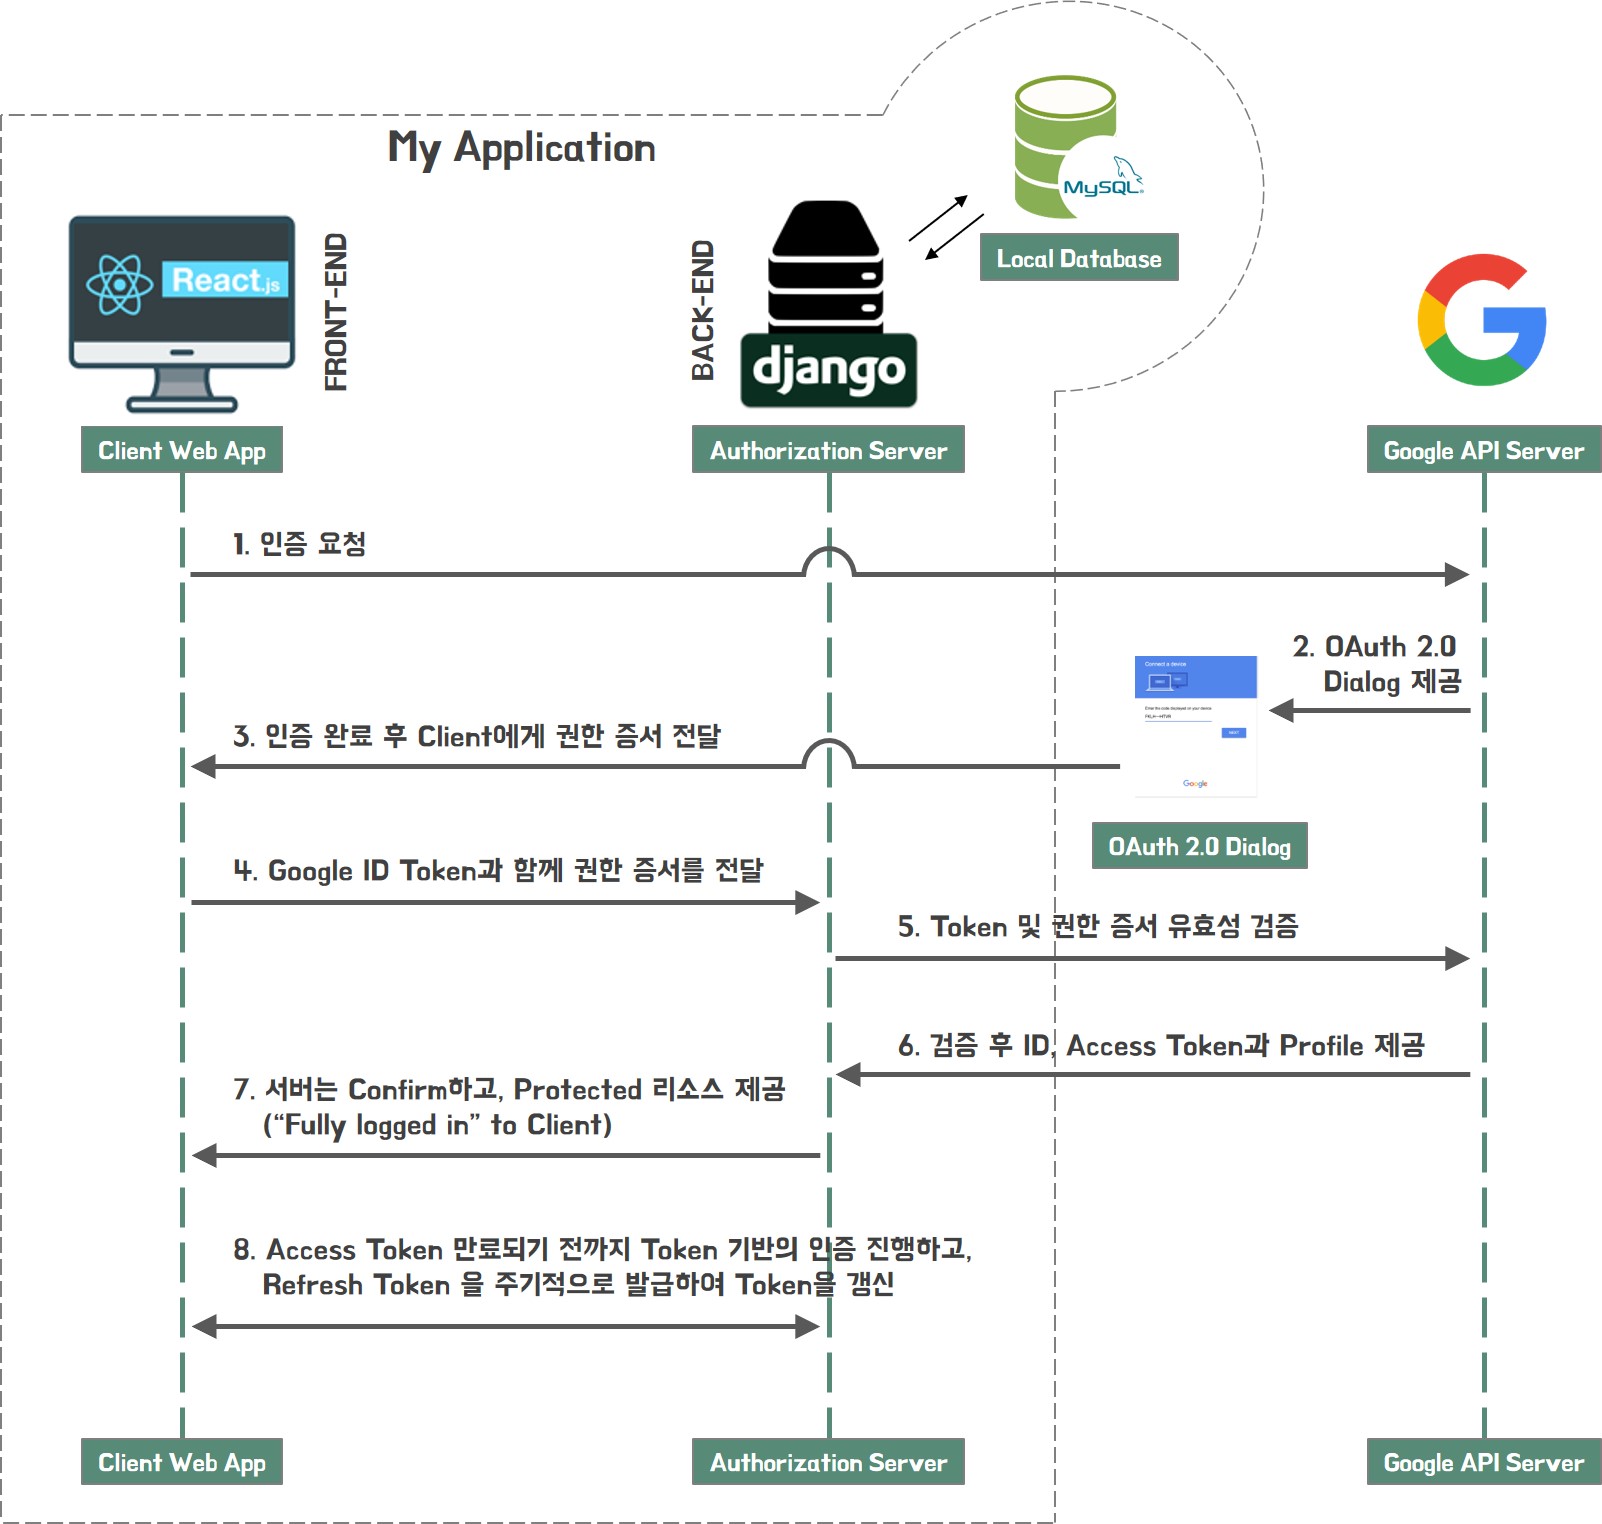 My Application
React.js
FRONT-END
BACK-END
django
MySQL
Local Database
Client Web App
Authorization Server
Google API Server
1. 인증 요청
2. OAuth 2.0
Dialog 제공
Connect a device
Enter the code displayed on your device
NEXT
Google
OAuth 2.0 Dialog
3. 인증 완료 후 Client에게 권한 증서 전달
4. Google ID Token과 함께 권한 증서를 전달
5. Token 및 권한 증서 유효성 검증
6. 검증 후 ID, Access Token과 Profile 제공
7. 서버는 Confirm하고, Protected 리소스 제공
(“Fully logged in” to Client)
8. Access Token 만료되기 전까지 Token 기반의 인증 진행하고,
Refresh Token 을 주기적으로 발급하여 Token을 갱신
Client Web App
Authorization Server
Google API Server